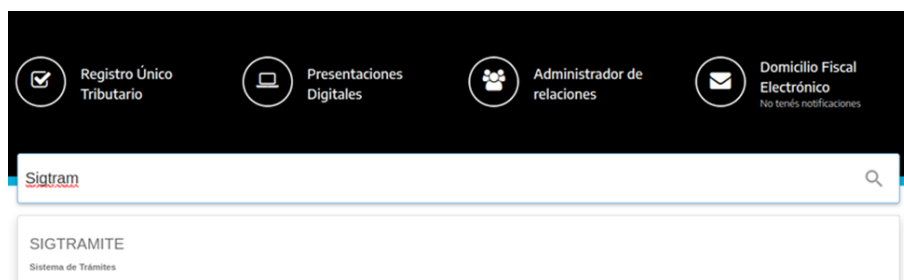 Registro Único
Tributario
Presentaciones
Digitales
Administrador de
relaciones
Domicilio Fiscal
Electrónico
No tenés notificaciones
Sigtram
SIGTRAMITE
Sistema de Trámites